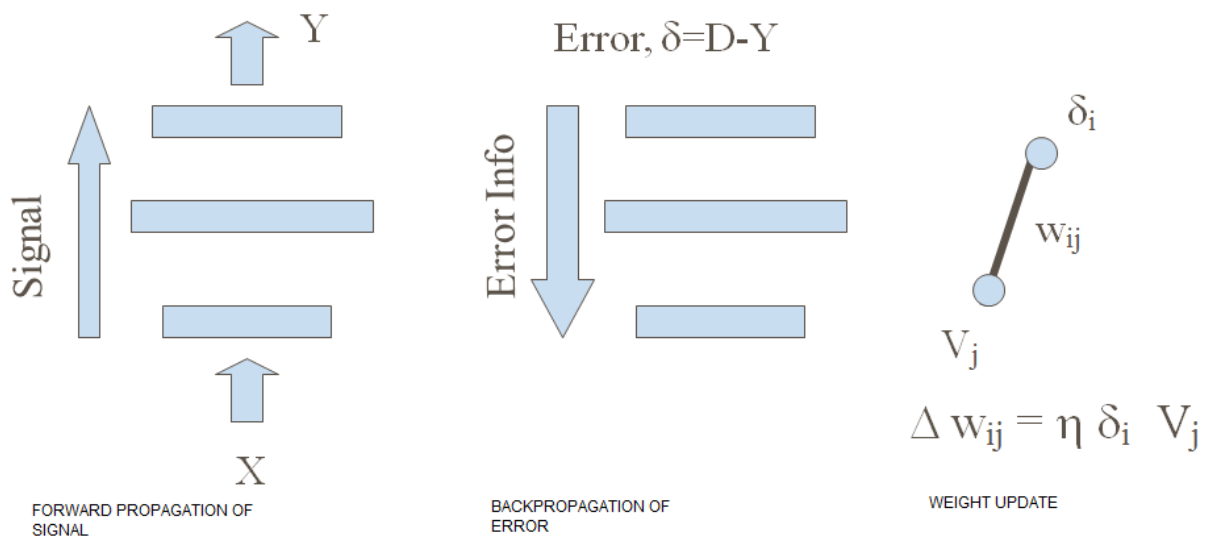 Y
Signal
X
FORWARD PROPAGATION OF
SIGNAL
Error, δ=D-Y
Error Info
BACKPROPAGATION OF
ERROR
δi
wij
Vj
Δ wij = η δi Vj
WEIGHT UPDATE